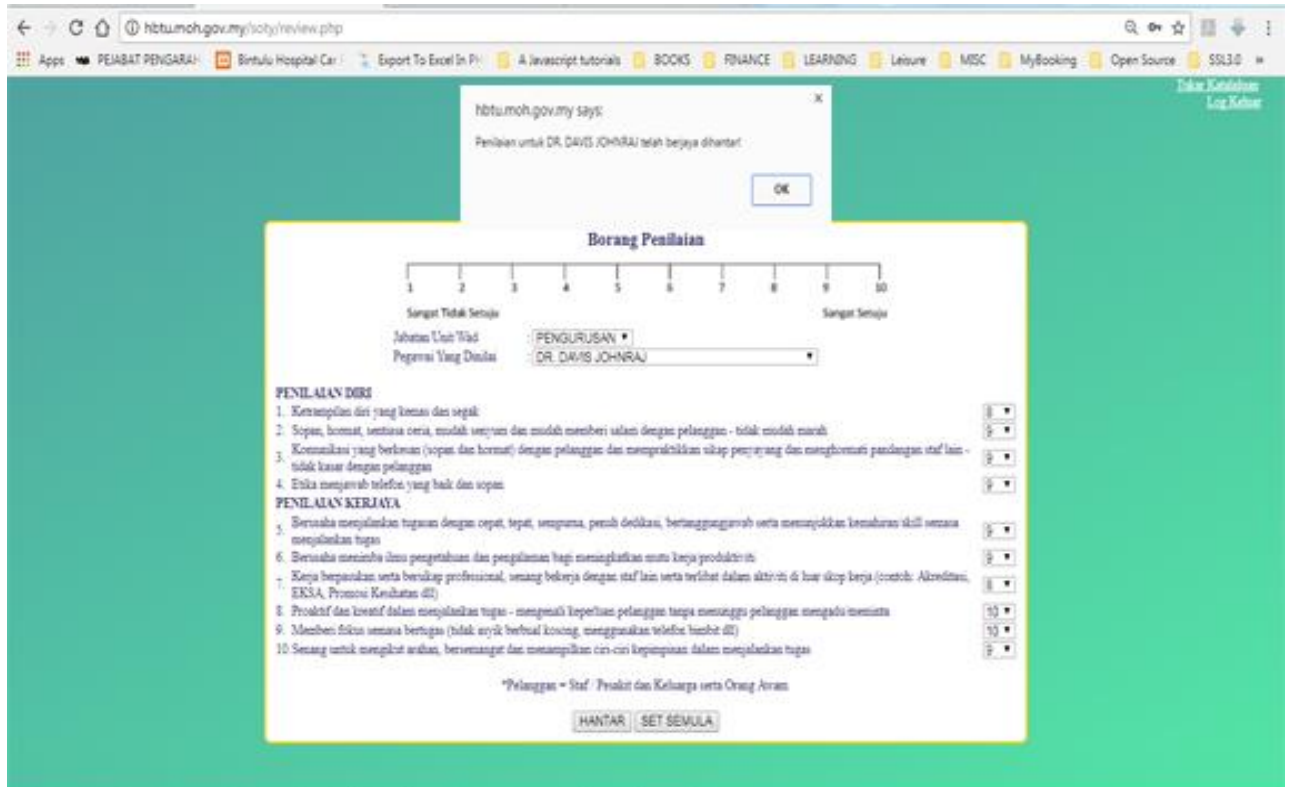 hbtu.moh.gov.my/soty/review.php
Apps PEJABAT PENGARAH Bintulu Hospital Car Export To Excel In PH A Javascript tutorials BOOKS FINANCE LEARNING Leisure MISC MyBooking Open Source SSL3.0 »
Tukar Katalaluan
Log Keluar
hbtu.moh.gov.my says:
Penilaian untuk DR. DAVIS JOHNRAJ telah berjaya dihantar!
OK
Borang Penilaian
1 2 3 4 5 6 7 8 9 10
Sangat Tidak Setuju Sangat Setuju
Jabatan/Unit/Wad : PENGURUSAN
Pegawai Yang Dinilai : DR. DAVIS JOHNRAJ
PENILAIAN DIRI
1. Ketrampilan diri yang kemas dan segak 8
2. Sopan, hormat, sentiasa ceria, mudah senyum dan mudah memberi salam dengan pelanggan - tidak mudah marah 9
3. Komunikasi yang berkesan (sopan dan hormat) dengan pelanggan dan mempraktikkan sikap penyayang dan menghormati pandangan staf lain -
tidak kasar dengan pelanggan 9
4. Etika menjawab telefon yang baik dan sopan 9
PENILAIAN KERJAYA
5. Berusaha menjalankan tugasan dengan cepat, tepat, sempurna, penuh dedikasi, bertanggungjawab serta menunjukkan kemahiran/skill semasa
menjalankan tugas 9
6. Berusaha menimba ilmu pengetahuan dan pengalaman bagi meningkatkan mutu kerja/produktiviti 9
7. Kerja berpasukan serta bersikap professional, senang bekerja dengan staf lain serta terlibat dalam aktiviti di luar skop kerja (contoh: Akreditasi,
EKSA, Promosi Kesihatan dll) 8
8. Proaktif dan kreatif dalam menjalankan tugas - mengenali keperluan pelanggan tanpa menunggu pelanggan mengadu/meminta 10
9. Memberi fokus semasa bertugas (tidak asyik berbual kosong, menggunakan telefon bimbit dll) 10
10. Senang untuk mengikut arahan, bersemangat dan menampilkan ciri-ciri kepimpinan dalam menjalankan tugas 9
*Pelanggan = Staf / Pesakit dan Keluarga serta Orang Awam
HANTAR SET SEMULA